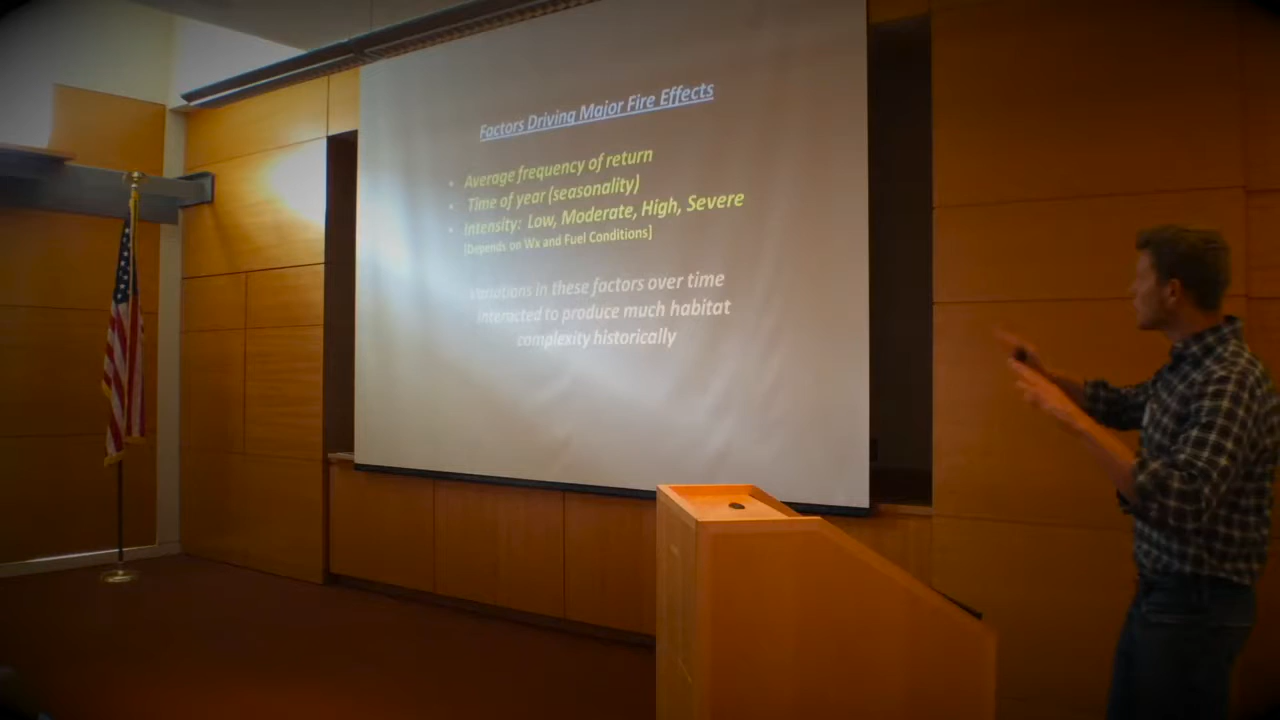 Factors Driving Major Fire Effects
• Average frequency of return
• Time of year (seasonality)
• Intensity: Low, Moderate, High, Severe
[Depends on Wx and Fuel Conditions]
Variations in these factors over time
interacted to produce much habitat
complexity historically